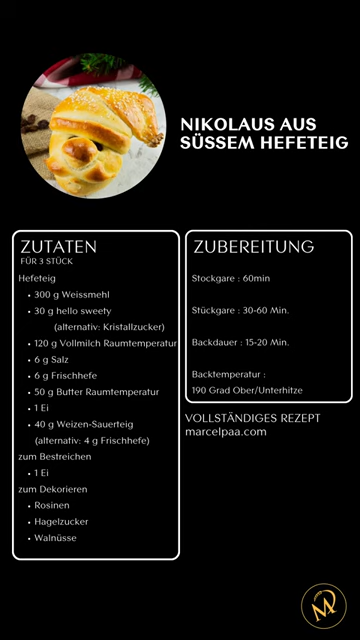 NIKOLAUS AUS
SÜSSEM HEFETEIG
ZUTATEN
FÜR 3 STÜCK
Hefeteig
• 300 g Weissmehl
• 30 g hello sweety
(alternativ: Kristallzucker)
• 120 g Vollmilch Raumtemperatur
• 6 g Salz
• 6 g Frischhefe
• 50 g Butter Raumtemperatur
• 1 Ei
• 40 g Weizen-Sauerteig
(alternativ: 4 g Frischhefe)
zum Bestreichen
• 1 Ei
zum Dekorieren
• Rosinen
• Hagelzucker
• Walnüsse
ZUBEREITUNG
Stockgare : 60min
Stückgare : 30-60 Min.
Backdauer : 15-20 Min.
Backtemperatur :
190 Grad Ober/Unterhitze
VOLLSTÄNDIGES REZEPT
marcelpaa.com